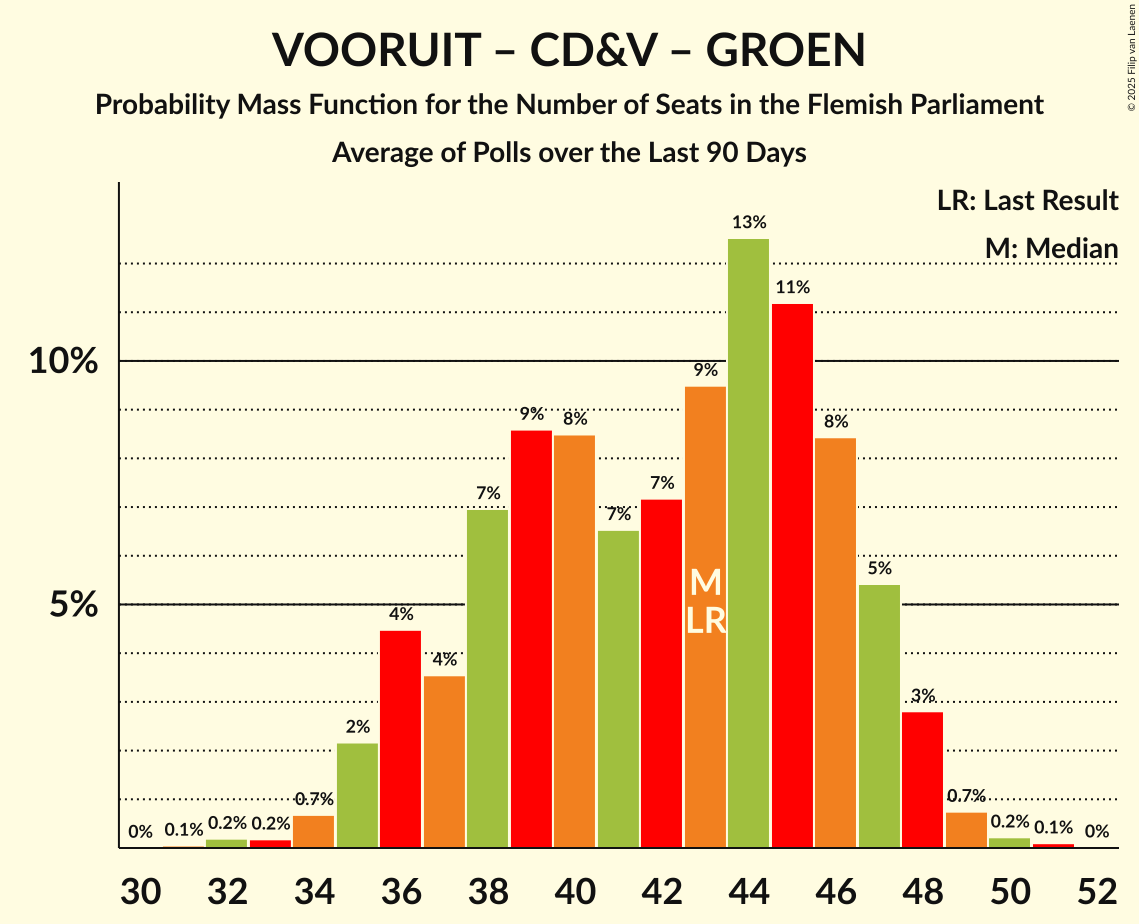 VOORUIT – CD&V – GROEN
Probability Mass Function for the Number of Seats in the Flemish Parliament
Average of Polls over the Last 90 Days
© 2025 Filip van Laenen
LR: Last Result
M: Median
10%
5%
0% 0.1% 0.2% 0.2% 0.7% 2% 4% 4% 7% 9% 8% 7% 7% 9% 13% 11% 8% 5% 3% 0.7% 0.2% 0.1% 0%
M
LR
30 32 34 36 38 40 42 44 46 48 50 52